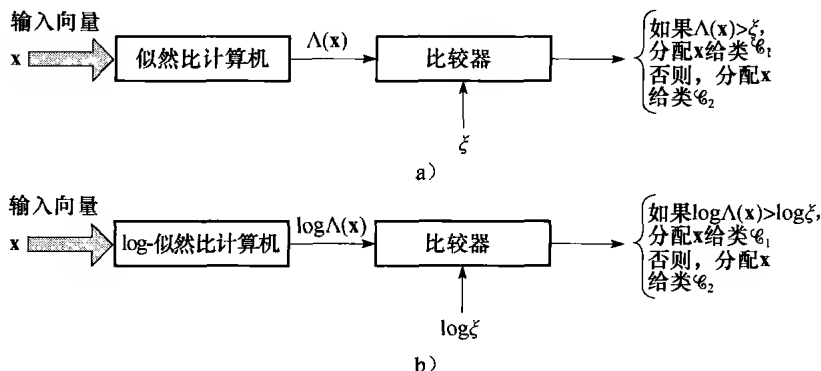 输入向量
x
似然比计算机
Λ(x)
比较器
ξ
如果Λ(x)>ξ,
分配x给类𝒞₁
否则，分配x
给类𝒞₂
a）
输入向量
x
log-似然比计算机
logΛ(x)
比较器
logξ
如果logΛ(x)>logξ,
分配x给类𝒞₁
否则，分配x
给类𝒞₂
b）